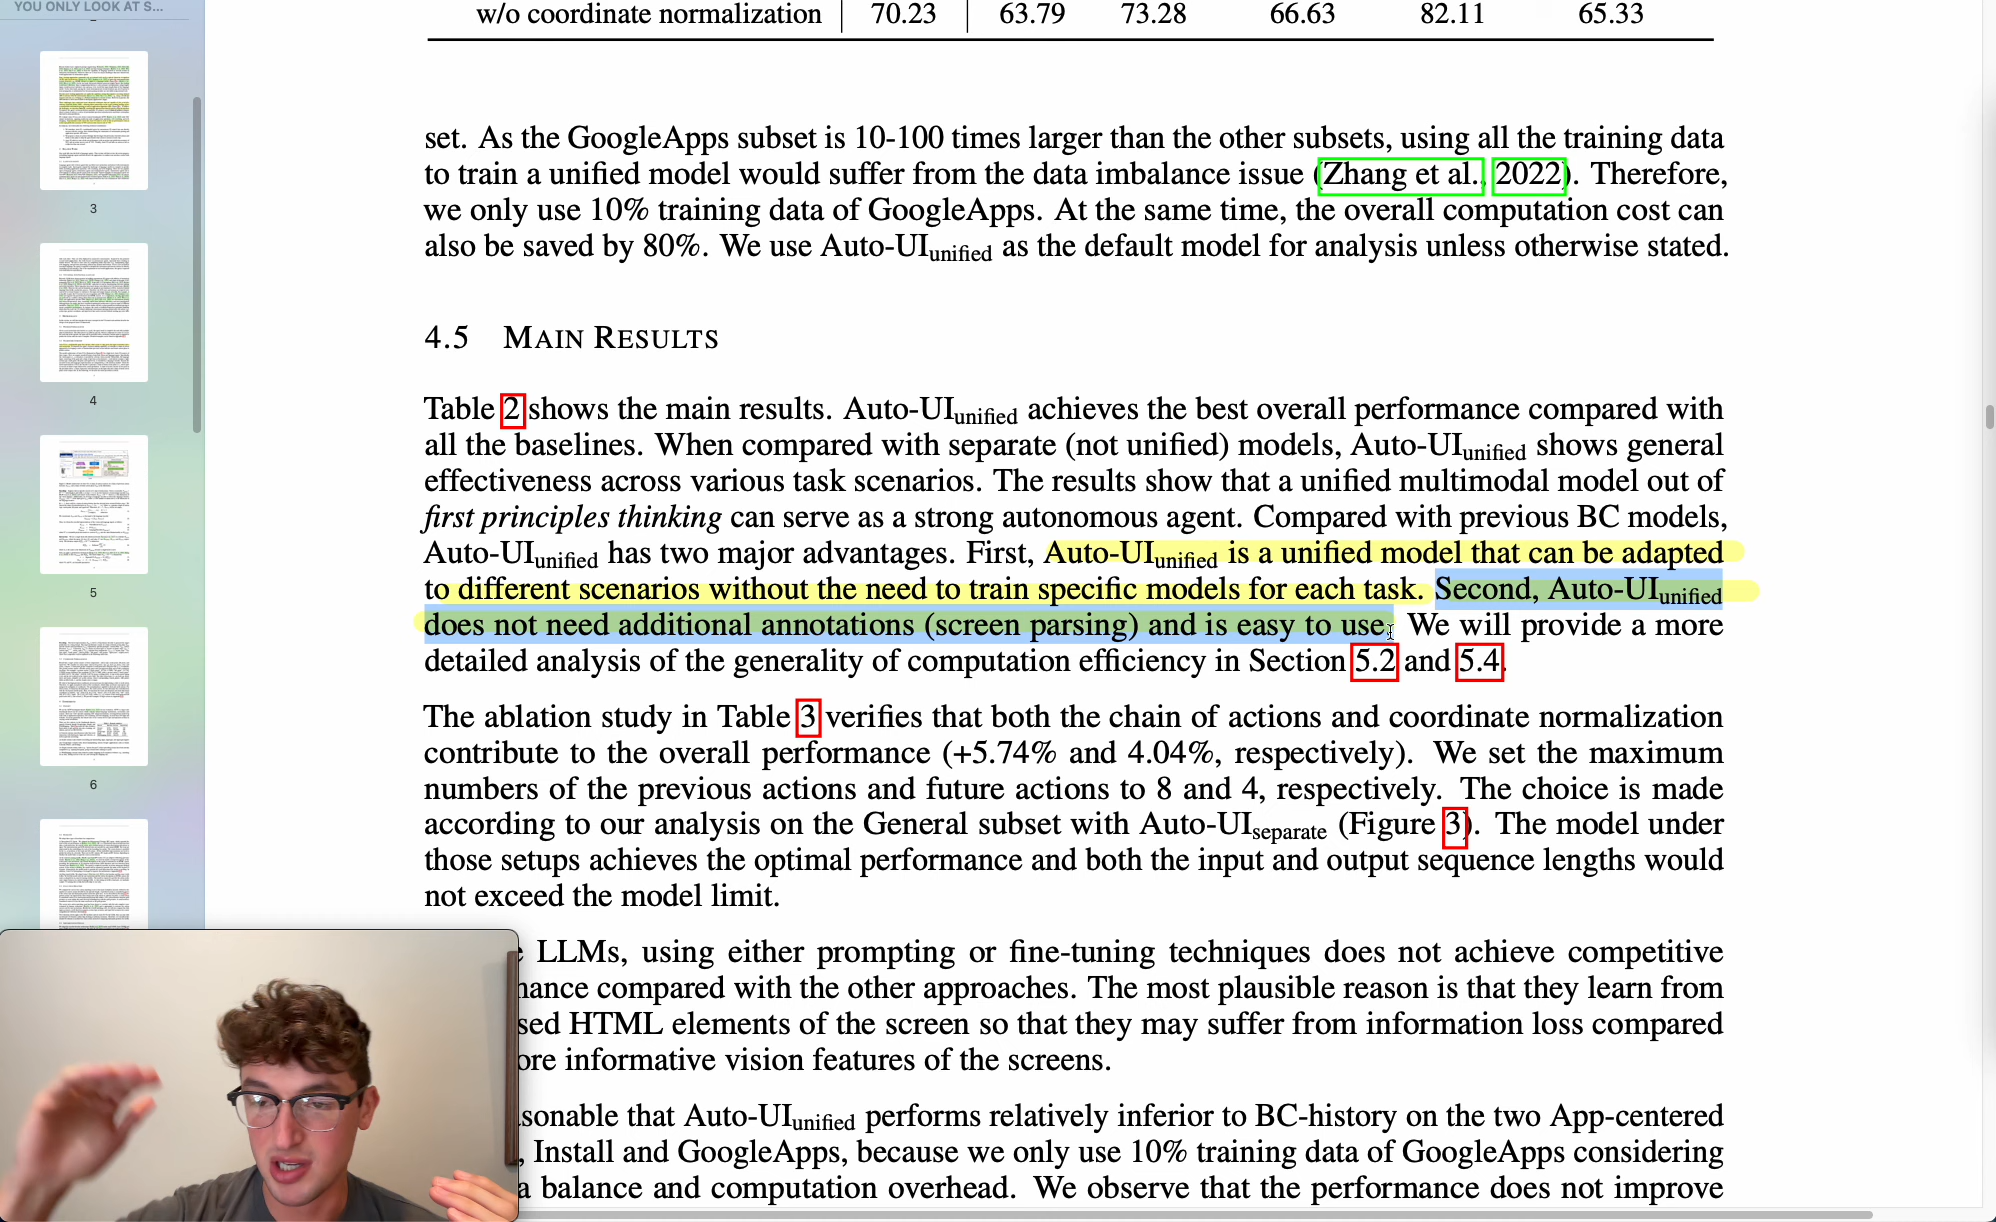 YOU ONLY LOOK AT S...
3
4
5
6
w/o coordinate normalization 70.23 63.79 73.28 66.63 82.11 65.33
set. As the GoogleApps subset is 10-100 times larger than the other subsets, using all the training data
to train a unified model would suffer from the data imbalance issue (Zhang et al., 2022). Therefore,
we only use 10% training data of GoogleApps. At the same time, the overall computation cost can
also be saved by 80%. We use Auto-UIunified as the default model for analysis unless otherwise stated.
4.5 MAIN RESULTS
Table 2 shows the main results. Auto-UIunified achieves the best overall performance compared with
all the baselines. When compared with separate (not unified) models, Auto-UIunified shows general
effectiveness across various task scenarios. The results show that a unified multimodal model out of
first principles thinking can serve as a strong autonomous agent. Compared with previous BC models,
Auto-UIunified has two major advantages. First, Auto-UIunified is a unified model that can be adapted
to different scenarios without the need to train specific models for each task. Second, Auto-UIunified
does not need additional annotations (screen parsing) and is easy to use. We will provide a more
detailed analysis of the generality of computation efficiency in Section 5.2 and 5.4.
The ablation study in Table 3 verifies that both the chain of actions and coordinate normalization
contribute to the overall performance (+5.74% and 4.04%, respectively). We set the maximum
numbers of the previous actions and future actions to 8 and 4, respectively. The choice is made
according to our analysis on the General subset with Auto-UIseparate (Figure 3). The model under
those setups achieves the optimal performance and both the input and output sequence lengths would
not exceed the model limit.
LLMs, using either prompting or fine-tuning techniques does not achieve competitive
mance compared with the other approaches. The most plausible reason is that they learn from
sed HTML elements of the screen so that they may suffer from information loss compared
ore informative vision features of the screens.
sonable that Auto-UIunified performs relatively inferior to BC-history on the two App-centered
, Install and GoogleApps, because we only use 10% training data of GoogleApps considering
a balance and computation overhead. We observe that the performance does not improve